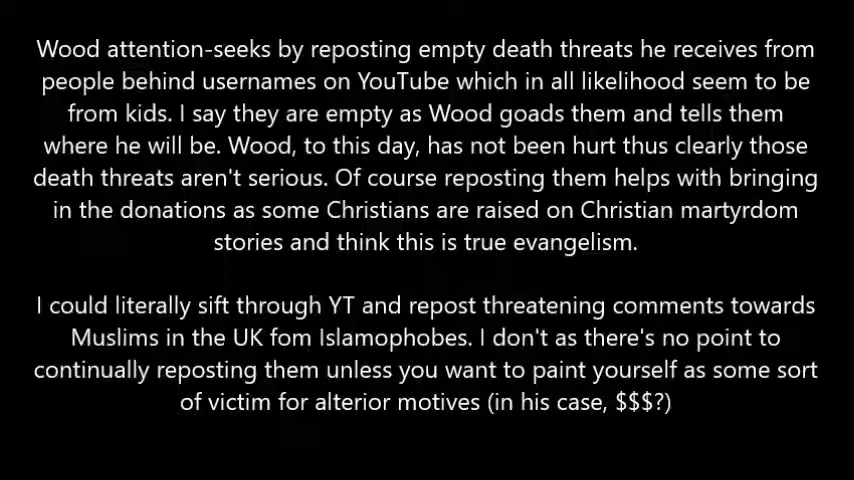 Wood attention-seeks by reposting empty death threats he receives from
people behind usernames on YouTube which in all likelihood seem to be
from kids. I say they are empty as Wood goads them and tells them
where he will be. Wood, to this day, has not been hurt thus clearly those
death threats aren't serious. Of course reposting them helps with bringing
in the donations as some Christians are raised on Christian martyrdom
stories and think this is true evangelism.
I could literally sift through YT and repost threatening comments towards
Muslims in the UK fom Islamophobes. I don't as there's no point to
continually reposting them unless you want to paint yourself as some sort
of victim for alterior motives (in his case, $$$?)